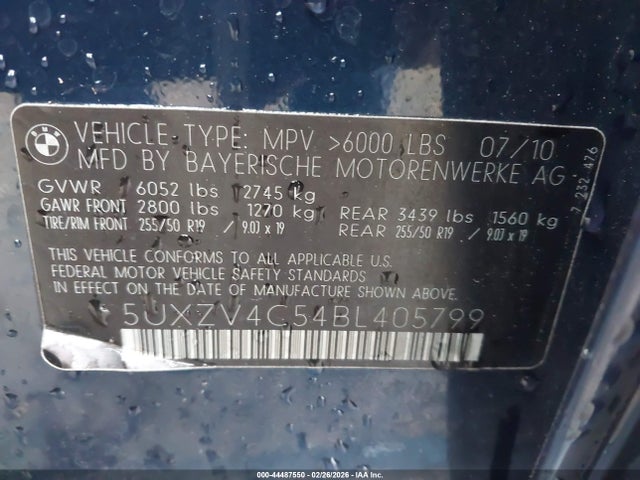 BMW
VEHICLE TYPE: MPV >6000 LBS 07/10
MFD BY BAYERISCHE MOTORENWERKE AG
7 232 476
GVWR 6052 lbs 2745 kg
GAWR FRONT 2800 lbs 1270 kg REAR 3439 lbs 1560 kg
TIRE/RIM FRONT 255/50 R19 / 9.0J x 19 REAR 255/50 R19 / 9.0J x 19
THIS VEHICLE CONFORMS TO ALL APPLICABLE U.S.
FEDERAL MOTOR VEHICLE SAFETY STANDARDS
IN EFFECT ON THE DATE OF MANUFACTURE SHOWN ABOVE
5UXZV4C54BL405799
000-44487550 02/26/2026 IAAI.COM